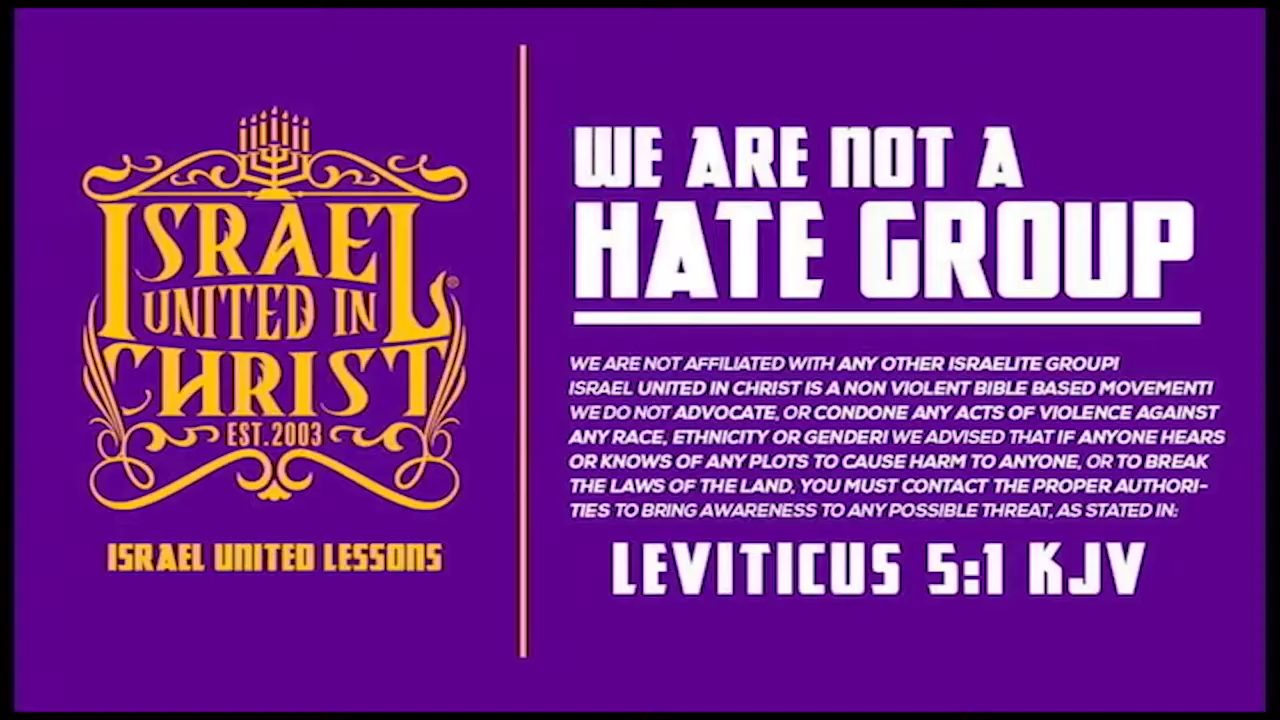 ISRAEL
UNITED IN
CHRIST
EST. 2003
®
ISRAEL UNITED LESSONS
WE ARE NOT A
HATE GROUP
WE ARE NOT AFFILIATED WITH ANY OTHER ISRAELITE GROUP!
ISRAEL UNITED IN CHRIST IS A NON VIOLENT BIBLE BASED MOVEMENT!
WE DO NOT ADVOCATE, OR CONDONE ANY ACTS OF VIOLENCE AGAINST
ANY RACE, ETHNICITY OR GENDER! WE ADVISED THAT IF ANYONE HEARS
OR KNOWS OF ANY PLOTS TO CAUSE HARM TO ANYONE, OR TO BREAK
THE LAWS OF THE LAND, YOU MUST CONTACT THE PROPER AUTHORI-
TIES TO BRING AWARENESS TO ANY POSSIBLE THREAT, AS STATED IN:
LEVITICUS 5:1 KJV